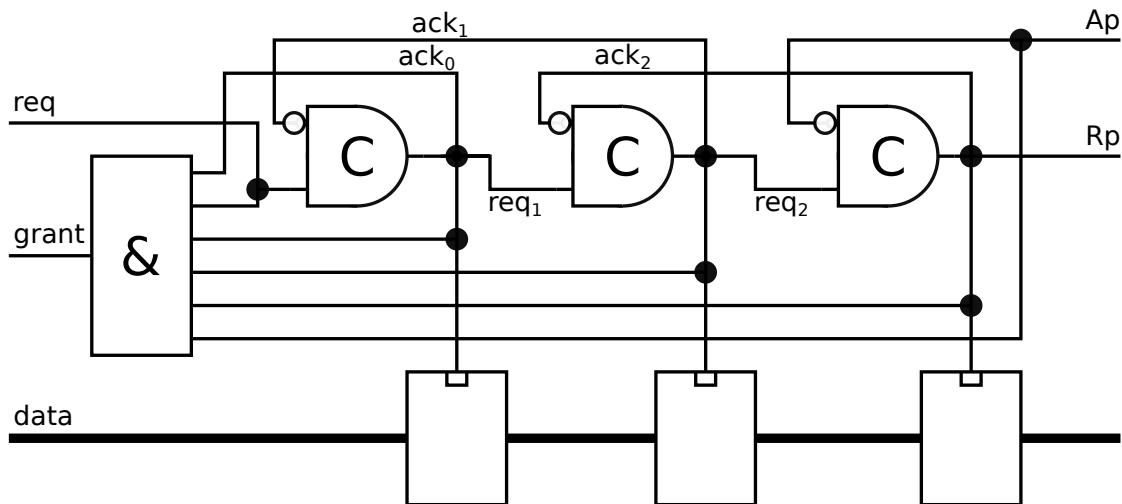 ack₁
Ap
ack₀
ack₂
req
Rp
C
C
C
req₁
req₂
grant
&
data